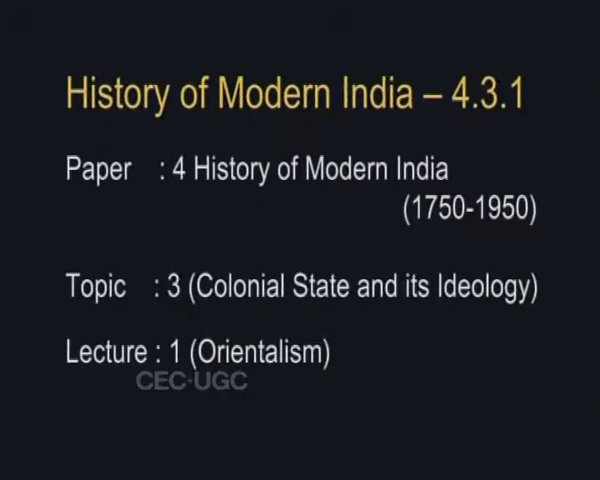 History of Modern India – 4.3.1
Paper : 4 History of Modern India
(1750-1950)
Topic : 3 (Colonial State and its Ideology)
Lecture : 1 (Orientalism)
CEC-UGC